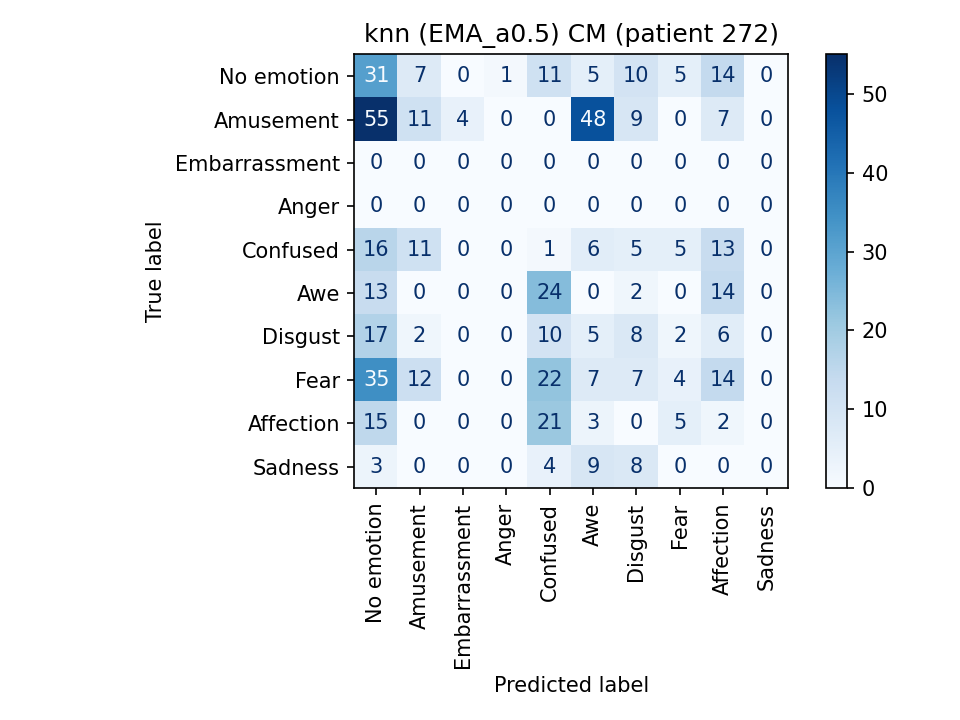 knn (EMA_a0.5) CM (patient 272)
True label
No emotion 31 7 0 1 11 5 10 5 14 0
Amusement 55 11 4 0 0 48 9 0 7 0
Embarrassment 0 0 0 0 0 0 0 0 0 0
Anger 0 0 0 0 0 0 0 0 0 0
Confused 16 11 0 0 1 6 5 5 13 0
Awe 13 0 0 0 24 0 2 0 14 0
Disgust 17 2 0 0 10 5 8 2 6 0
Fear 35 12 0 0 22 7 7 4 14 0
Affection 15 0 0 0 21 3 0 5 2 0
Sadness 3 0 0 0 4 9 8 0 0 0
No emotion
Amusement
Embarrassment
Anger
Confused
Awe
Disgust
Fear
Affection
Sadness
Predicted label
50
40
30
20
10
0